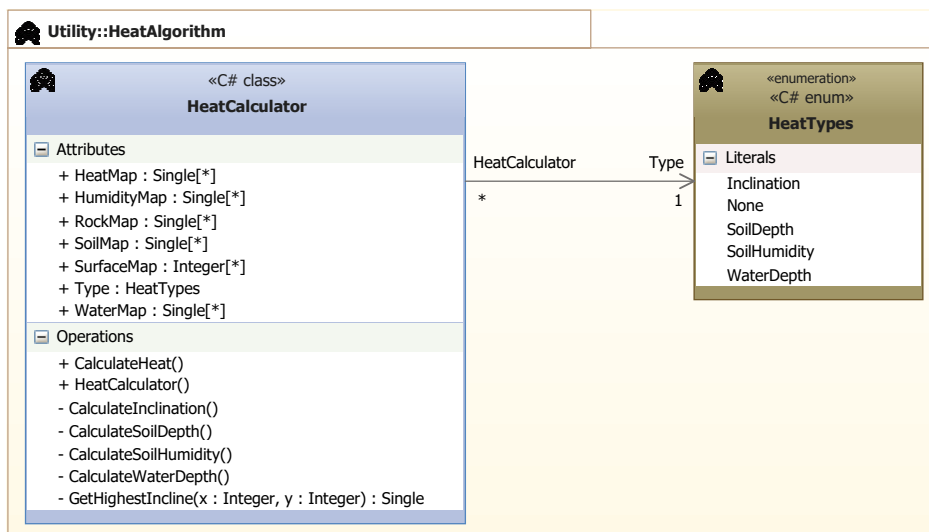 Utility::HeatAlgorithm
«C# class»
HeatCalculator
Attributes
+ HeatMap : Single[*]
+ HumidityMap : Single[*]
+ RockMap : Single[*]
+ SoilMap : Single[*]
+ SurfaceMap : Integer[*]
+ Type : HeatTypes
+ WaterMap : Single[*]
Operations
+ CalculateHeat()
+ HeatCalculator()
- CalculateInclination()
- CalculateSoilDepth()
- CalculateSoilHumidity()
- CalculateWaterDepth()
- GetHighestIncline(x : Integer, y : Integer) : Single
HeatCalculator Type
* 1
«enumeration»
«C# enum»
HeatTypes
Literals
Inclination
None
SoilDepth
SoilHumidity
WaterDepth